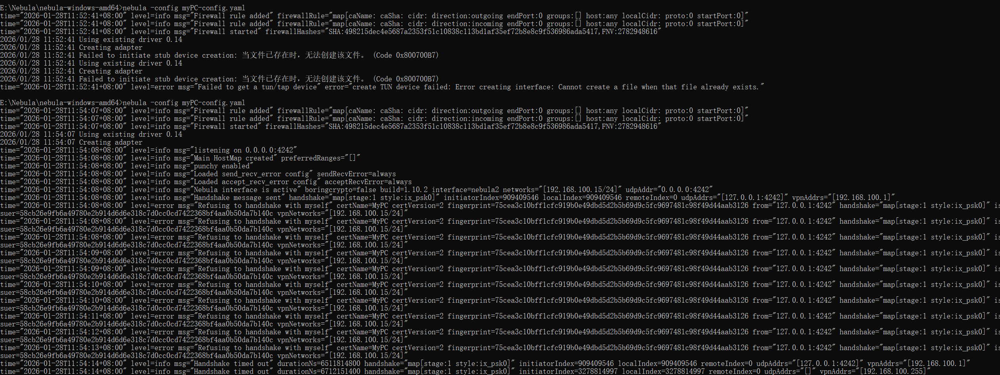 E:\Nebula\nebula-windows-amd64>nebula -config myPC-config.yaml
time="2026-01-28T11:52:41+08:00" level=info msg="Firewall rule added" firewallRule="map[caName: caSha: cidr: direction:outgoing endPort:0 groups:[] host:any localCidr: proto:0 startPort:0]"
time="2026-01-28T11:52:41+08:00" level=info msg="Firewall rule added" firewallRule="map[caName: caSha: cidr: direction:incoming endPort:0 groups:[] host:any localCidr: proto:0 startPort:0]"
time="2026-01-28T11:52:41+08:00" level=info msg="Firewall started" firewallHashes="SHA:498215dec4e5687a2353f51c10838c113bd1af35ef72b8e8c9f536986ada5417,FNV:2782948616"
2026/01/28 11:52:41 Using existing driver 0.14
2026/01/28 11:52:41 Creating adapter
2026/01/28 11:52:41 Failed to initiate stub device creation: 当文件已存在时，无法创建该文件。 (Code 0x800700B7)
2026/01/28 11:52:41 Using existing driver 0.14
2026/01/28 11:52:41 Creating adapter
2026/01/28 11:52:41 Failed to initiate stub device creation: 当文件已存在时，无法创建该文件。 (Code 0x800700B7)
time="2026-01-28T11:52:41+08:00" level=error msg="Failed to get a tun/tap device" error="create TUN device failed: Error creating interface: Cannot create a file when that file already exists."
E:\Nebula\nebula-windows-amd64>nebula -config myPC-config.yaml
time="2026-01-28T11:54:07+08:00" level=info msg="Firewall rule added" firewallRule="map[caName: caSha: cidr: direction:outgoing endPort:0 groups:[] host:any localCidr: proto:0 startPort:0]"
time="2026-01-28T11:54:07+08:00" level=info msg="Firewall rule added" firewallRule="map[caName: caSha: cidr: direction:incoming endPort:0 groups:[] host:any localCidr: proto:0 startPort:0]"
time="2026-01-28T11:54:07+08:00" level=info msg="Firewall started" firewallHashes="SHA:498215dec4e5687a2353f51c10838c113bd1af35ef72b8e8c9f536986ada5417,FNV:2782948616"
2026/01/28 11:54:07 Using existing driver 0.14
2026/01/28 11:54:07 Creating adapter
time="2026-01-28T11:54:08+08:00" level=info msg="listening on 0.0.0.0:4242"
time="2026-01-28T11:54:08+08:00" level=info msg="Main HostMap created" preferredRanges="[]"
time="2026-01-28T11:54:08+08:00" level=info msg="punchy enabled"
time="2026-01-28T11:54:08+08:00" level=info msg="Loaded send_recv_error config" sendRecvError=always
time="2026-01-28T11:54:08+08:00" level=info msg="Loaded accept_recv_error config" acceptRecvError=always
time="2026-01-28T11:54:08+08:00" level=info msg="Nebula interface is active" boringcrypto=false build=1.10.2 interface=nebula2 networks="[192.168.100.15/24]" udpAddr="0.0.0.0:4242"
time="2026-01-28T11:54:08+08:00" level=info msg="Handshake message sent" handshake="map[stage:1 style:ix_psk0]" initiatorIndex=909409546 localIndex=909409546 remoteIndex=0 udpAddrs="[127.0.0.1:4242]" vpnAddrs="[192.168.100.1]"
time="2026-01-28T11:54:08+08:00" level=error msg="Refusing to handshake with myself" certName=MyPC certVersion=2 fingerprint=75cea3c10bff1cfc919b0e49dbd5d2b5b69d9c5fc9697481c98f49d44aab3126 from="127.0.0.1:4242" handshake="map[stage:1 style:ix_psk0]" is
suer=58cb26e9fb6a49780e2b914d6d6e318c7d0cc0cd7422368bf4aa0b50da7b140c vpnNetworks="[192.168.100.15/24]"
time="2026-01-28T11:54:08+08:00" level=error msg="Refusing to handshake with myself" certName=MyPC certVersion=2 fingerprint=75cea3c10bff1cfc919b0e49dbd5d2b5b69d9c5fc9697481c98f49d44aab3126 from="127.0.0.1:4242" handshake="map[stage:1 style:ix_psk0]" is
suer=58cb26e9fb6a49780e2b914d6d6e318c7d0cc0cd7422368bf4aa0b50da7b140c vpnNetworks="[192.168.100.15/24]"
time="2026-01-28T11:54:08+08:00" level=error msg="Refusing to handshake with myself" certName=MyPC certVersion=2 fingerprint=75cea3c10bff1cfc919b0e49dbd5d2b5b69d9c5fc9697481c98f49d44aab3126 from="127.0.0.1:4242" handshake="map[stage:1 style:ix_psk0]" is
suer=58cb26e9fb6a49780e2b914d6d6e318c7d0cc0cd7422368bf4aa0b50da7b140c vpnNetworks="[192.168.100.15/24]"
time="2026-01-28T11:54:09+08:00" level=error msg="Refusing to handshake with myself" certName=MyPC certVersion=2 fingerprint=75cea3c10bff1cfc919b0e49dbd5d2b5b69d9c5fc9697481c98f49d44aab3126 from="127.0.0.1:4242" handshake="map[stage:1 style:ix_psk0]" is
suer=58cb26e9fb6a49780e2b914d6d6e318c7d0cc0cd7422368bf4aa0b50da7b140c vpnNetworks="[192.168.100.15/24]"
time="2026-01-28T11:54:09+08:00" level=error msg="Refusing to handshake with myself" certName=MyPC certVersion=2 fingerprint=75cea3c10bff1cfc919b0e49dbd5d2b5b69d9c5fc9697481c98f49d44aab3126 from="127.0.0.1:4242" handshake="map[stage:1 style:ix_psk0]" is
suer=58cb26e9fb6a49780e2b914d6d6e318c7d0cc0cd7422368bf4aa0b50da7b140c vpnNetworks="[192.168.100.15/24]"
time="2026-01-28T11:54:10+08:00" level=error msg="Refusing to handshake with myself" certName=MyPC certVersion=2 fingerprint=75cea3c10bff1cfc919b0e49dbd5d2b5b69d9c5fc9697481c98f49d44aab3126 from="127.0.0.1:4242" handshake="map[stage:1 style:ix_psk0]" is
suer=58cb26e9fb6a49780e2b914d6d6e318c7d0cc0cd7422368bf4aa0b50da7b140c vpnNetworks="[192.168.100.15/24]"
time="2026-01-28T11:54:10+08:00" level=error msg="Refusing to handshake with myself" certName=MyPC certVersion=2 fingerprint=75cea3c10bff1cfc919b0e49dbd5d2b5b69d9c5fc9697481c98f49d44aab3126 from="127.0.0.1:4242" handshake="map[stage:1 style:ix_psk0]" is
suer=58cb26e9fb6a49780e2b914d6d6e318c7d0cc0cd7422368bf4aa0b50da7b140c vpnNetworks="[192.168.100.15/24]"
time="2026-01-28T11:54:11+08:00" level=error msg="Refusing to handshake with myself" certName=MyPC certVersion=2 fingerprint=75cea3c10bff1cfc919b0e49dbd5d2b5b69d9c5fc9697481c98f49d44aab3126 from="127.0.0.1:4242" handshake="map[stage:1 style:ix_psk0]" is
suer=58cb26e9fb6a49780e2b914d6d6e318c7d0cc0cd7422368bf4aa0b50da7b140c vpnNetworks="[192.168.100.15/24]"
time="2026-01-28T11:54:12+08:00" level=error msg="Refusing to handshake with myself" certName=MyPC certVersion=2 fingerprint=75cea3c10bff1cfc919b0e49dbd5d2b5b69d9c5fc9697481c98f49d44aab3126 from="127.0.0.1:4242" handshake="map[stage:1 style:ix_psk0]" is
suer=58cb26e9fb6a49780e2b914d6d6e318c7d0cc0cd7422368bf4aa0b50da7b140c vpnNetworks="[192.168.100.15/24]"
time="2026-01-28T11:54:13+08:00" level=error msg="Refusing to handshake with myself" certName=MyPC certVersion=2 fingerprint=75cea3c10bff1cfc919b0e49dbd5d2b5b69d9c5fc9697481c98f49d44aab3126 from="127.0.0.1:4242" handshake="map[stage:1 style:ix_psk0]" is
suer=58cb26e9fb6a49780e2b914d6d6e318c7d0cc0cd7422368bf4aa0b50da7b140c vpnNetworks="[192.168.100.15/24]"
time="2026-01-28T11:54:14+08:00" level=info msg="Handshake timed out" durationNs=6511814800 handshake="map[stage:1 style:ix_psk0]" initiatorIndex=909409546 localIndex=909409546 remoteIndex=0 udpAddrs="[127.0.0.1:4242]" vpnAddrs="[192.168.100.1]"
time="2026-01-28T11:54:14+08:00" level=info msg="Handshake timed out" durationNs=6712151400 handshake="map[stage:1 style:ix_psk0]" initiatorIndex=3278814997 localIndex=3278814997 remoteIndex=0 udpAddrs="[]" vpnAddrs="[192.168.100.255]"